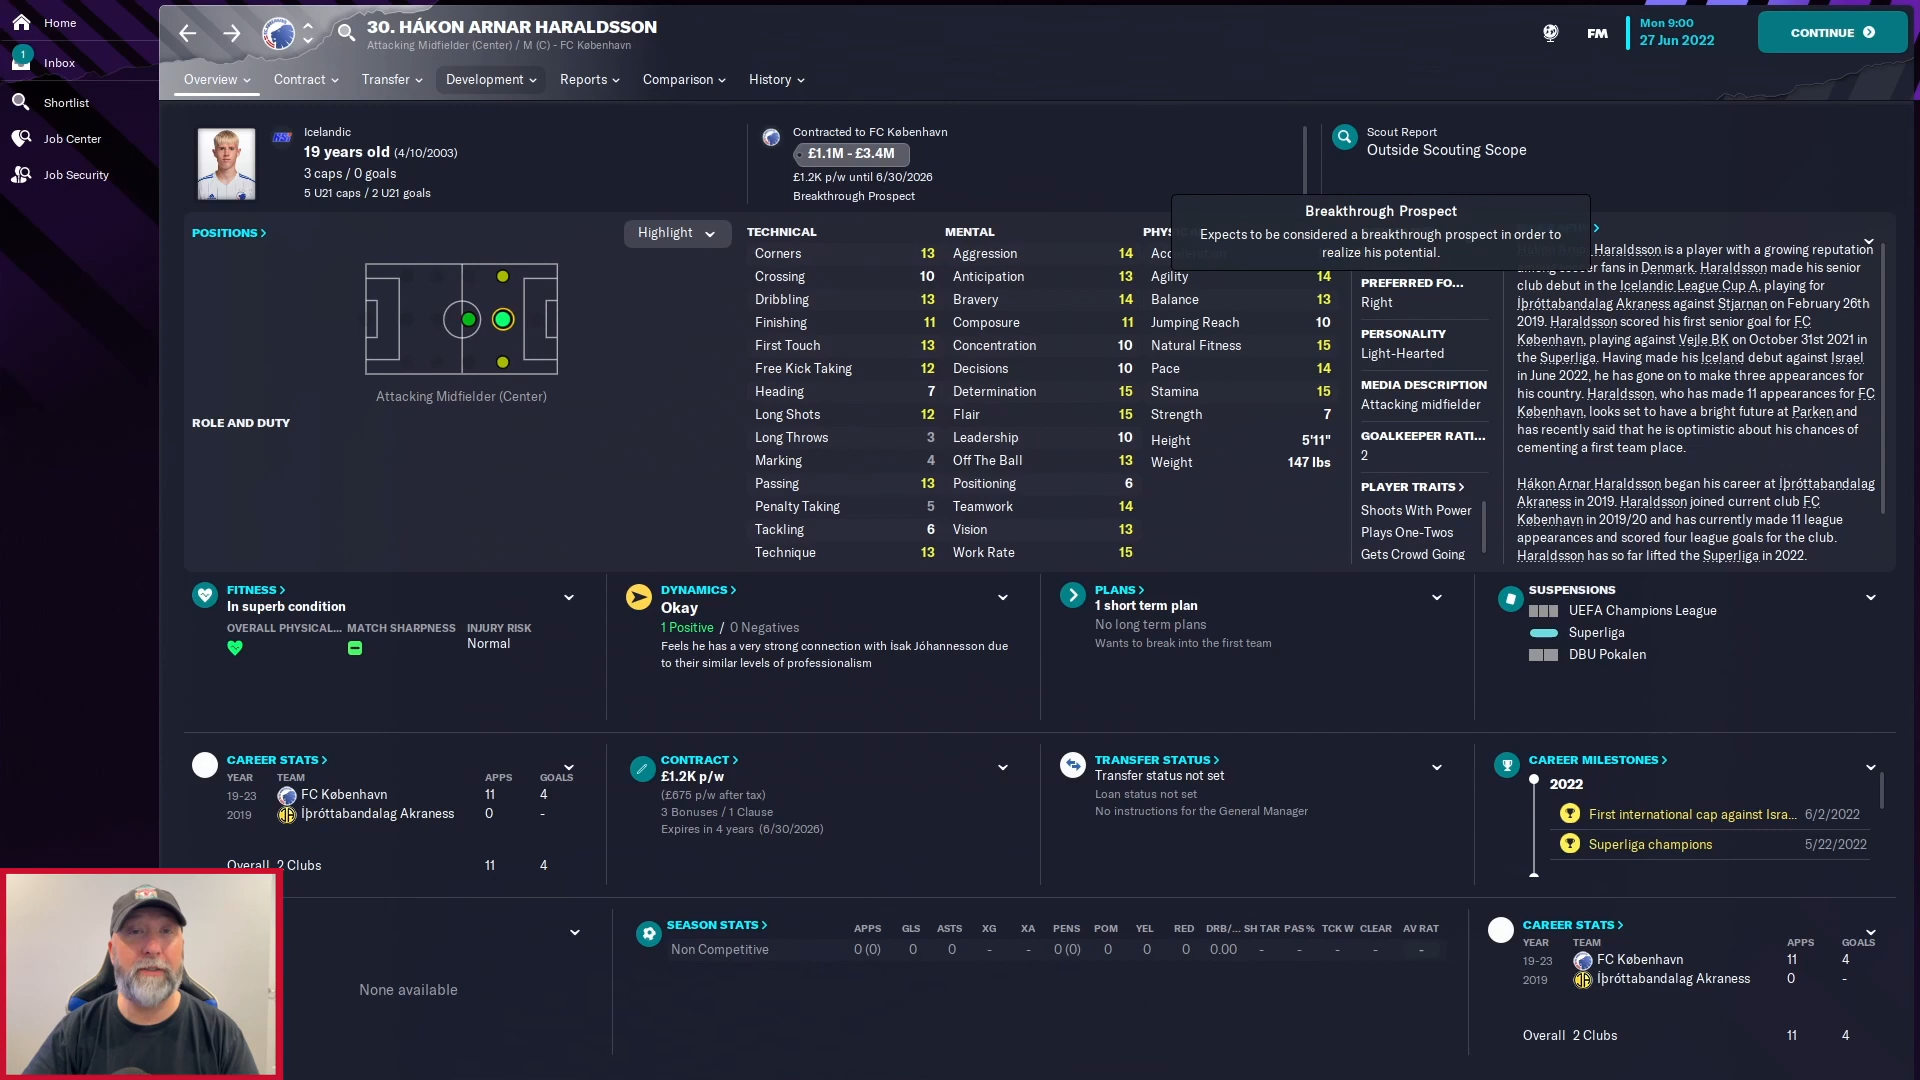 Home
1
Inbox
Shortlist
Job Center
Job Security
30. HÁKON ARNAR HARALDSSON
Attacking Midfielder (Center) / M (C) - FC København
FM
Mon 9:00
27 Jun 2022
CONTINUE
Overview
Contract
Transfer
Development
Reports
Comparison
History
Icelandic
19 years old (4/10/2003)
3 caps / 0 goals
5 U21 caps / 2 U21 goals
Contracted to FC København
£1.1M - £3.4M
£1.2K p/w until 6/30/2026
Breakthrough Prospect
Scout Report
Outside Scouting Scope
Breakthrough Prospect
Expects to be considered a breakthrough prospect in order to
realize his potential.
POSITIONS
Highlight
Attacking Midfielder (Center)
ROLE AND DUTY
TECHNICAL
Corners 13
Crossing 10
Dribbling 13
Finishing 11
First Touch 13
Free Kick Taking 12
Heading 7
Long Shots 12
Long Throws 3
Marking 4
Passing 13
Penalty Taking 5
Tackling 6
Technique 13
MENTAL
Aggression 14
Anticipation 13
Bravery 14
Composure 11
Concentration 10
Decisions 10
Determination 15
Flair 15
Leadership 10
Off The Ball 13
Positioning 6
Teamwork 14
Vision 13
Work Rate 15
Agility 14
Balance 13
Jumping Reach 10
Natural Fitness 15
Pace 14
Stamina 15
Strength 7
Height 5'11"
Weight 147 lbs
PREFERRED FO...
Right
PERSONALITY
Light-Hearted
MEDIA DESCRIPTION
Attacking midfielder
GOALKEEPER RATI...
2
PLAYER TRAITS
Shoots With Power
Plays One-Twos
Gets Crowd Going
Haraldsson is a player with a growing reputation
among soccer fans in Denmark. Haraldsson made his senior
club debut in the Icelandic League Cup A, playing for
Íþróttabandalag Akraness against Stjarnan on February 26th
2019. Haraldsson scored his first senior goal for FC
København, playing against Vejle BK on October 31st 2021 in
the Superliga. Having made his Iceland debut against Israel
in June 2022, he has gone on to make three appearances for
his country. Haraldsson, who has made 11 appearances for FC
København, looks set to have a bright future at Parken and
has recently said that he is optimistic about his chances of
cementing a first team place.
Hákon Arnar Haraldsson began his career at Íþróttabandalag
Akraness in 2019. Haraldsson joined current club FC
København in 2019/20 and has currently made 11 league
appearances and scored four league goals for the club.
Haraldsson has so far lifted the Superliga in 2022.
FITNESS
In superb condition
OVERALL PHYSICAL... MATCH SHARPNESS INJURY RISK
Normal
DYNAMICS
Okay
1 Positive / 0 Negatives
Feels he has a very strong connection with Ísak Jóhannesson due
to their similar levels of professionalism
PLANS
1 short term plan
No long term plans
Wants to break into the first team
SUSPENSIONS
UEFA Champions League
Superliga
DBU Pokalen
CAREER STATS
YEAR TEAM APPS GOALS
19-23 FC København 11 4
2019 Íþróttabandalag Akraness 0 -
Overall 2 Clubs 11 4
CONTRACT
£1.2K p/w
(£675 p/w after tax)
3 Bonuses / 1 Clause
Expires in 4 years (6/30/2026)
TRANSFER STATUS
Transfer status not set
Loan status not set
No instructions for the General Manager
CAREER MILESTONES
2022
First international cap against Isra... 6/2/2022
Superliga champions 5/22/2022
None available
SEASON STATS APPS GLS ASTS XG XA PENS POM YEL RED DRB/... SH TAR PAS % TCK W CLEAR AV RAT
Non Competitive 0 (0) 0 0 - - 0 (0) 0 0 0 0.00 - - - - -
CAREER STATS
YEAR TEAM APPS GOALS
19-23 FC København 11 4
2019 Íþróttabandalag Akraness 0 -
Overall 2 Clubs 11 4